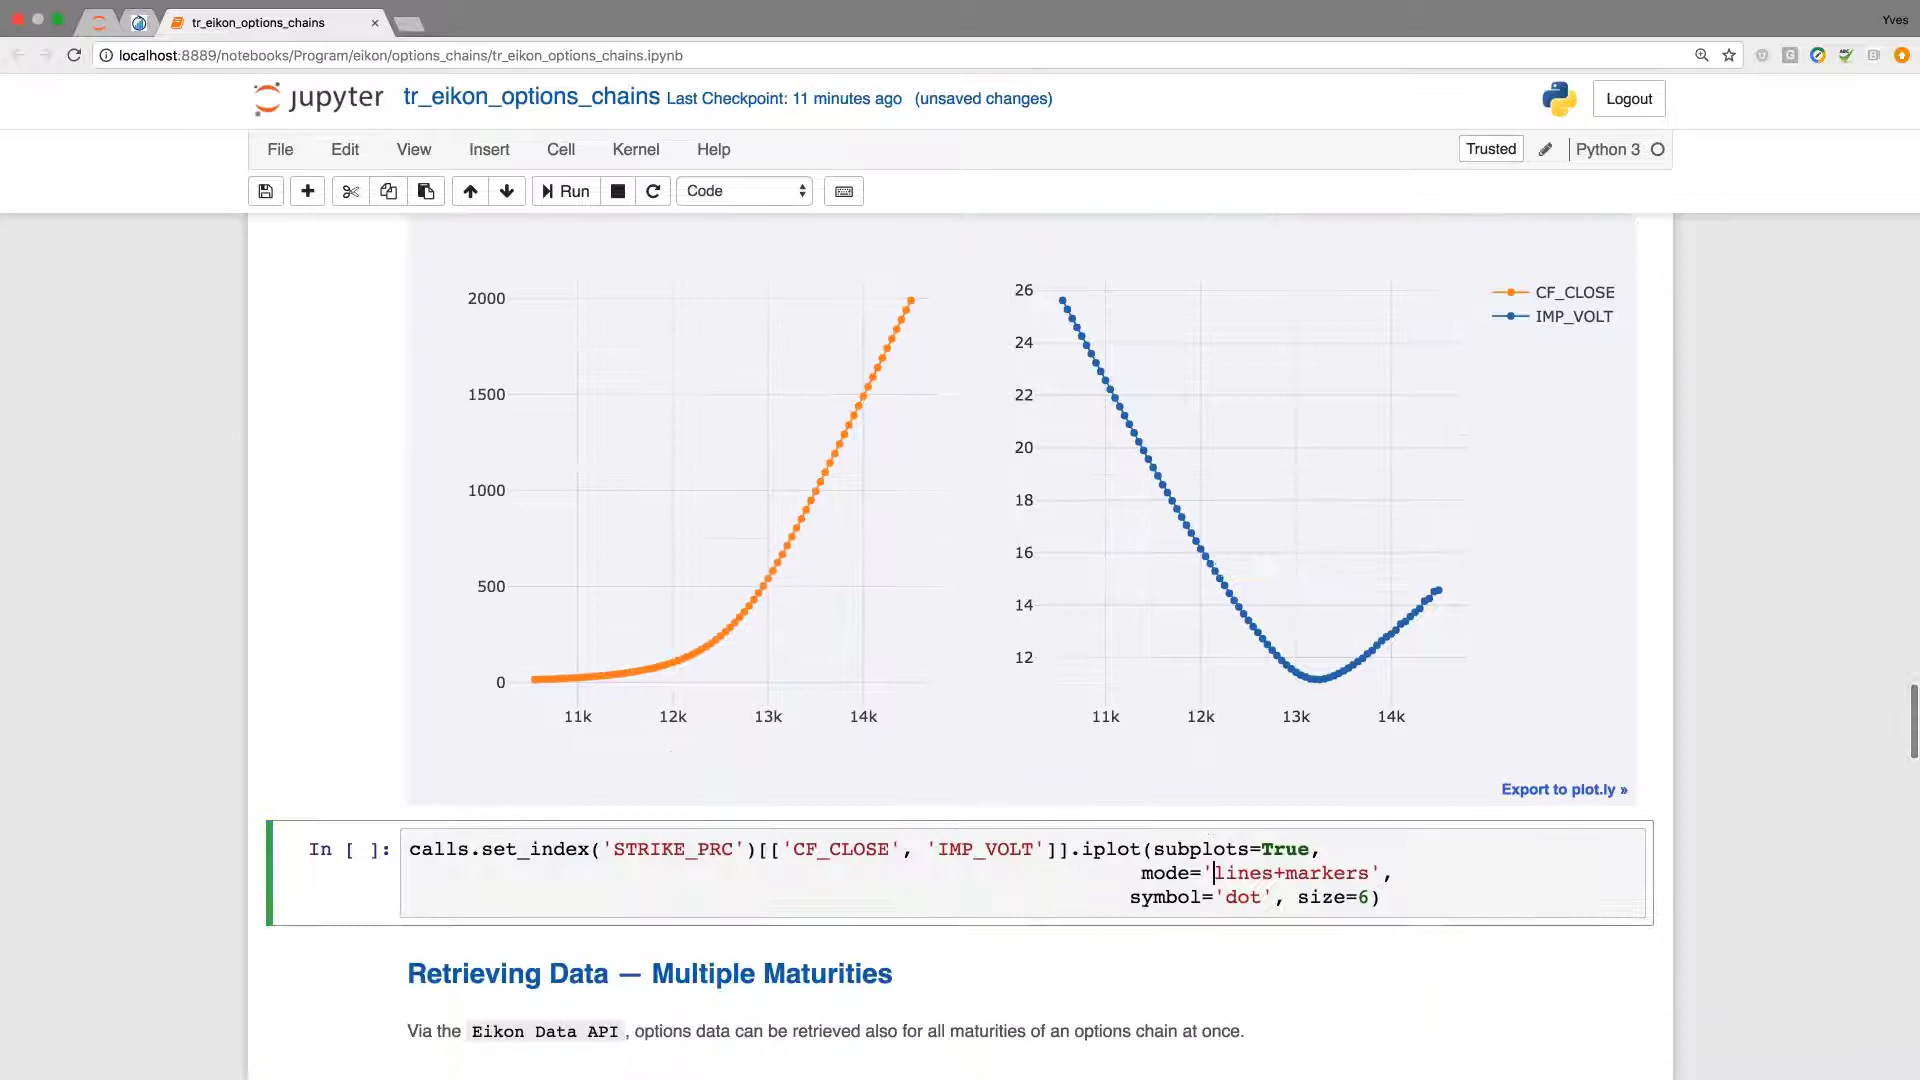 tr_eikon_options_chains
Yves
localhost:8889/notebooks/Program/eikon/options_chains/tr_eikon_options_chains.ipynb
jupyter tr_eikon_options_chains Last Checkpoint: 11 minutes ago (unsaved changes)
Logout
File Edit View Insert Cell Kernel Help
Trusted
Python 3
Run
Code
2000
1500
1000
500
0
11k 12k 13k 14k
26
24
22
20
18
16
14
12
11k 12k 13k 14k
CF_CLOSE
IMP_VOLT
Export to plot.ly »
In [ ]: calls.set_index('STRIKE_PRC')[['CF_CLOSE', 'IMP_VOLT']].iplot(subplots=True,
mode='lines+markers',
symbol='dot', size=6)
Retrieving Data — Multiple Maturities
Via the Eikon Data API , options data can be retrieved also for all maturities of an options chain at once.